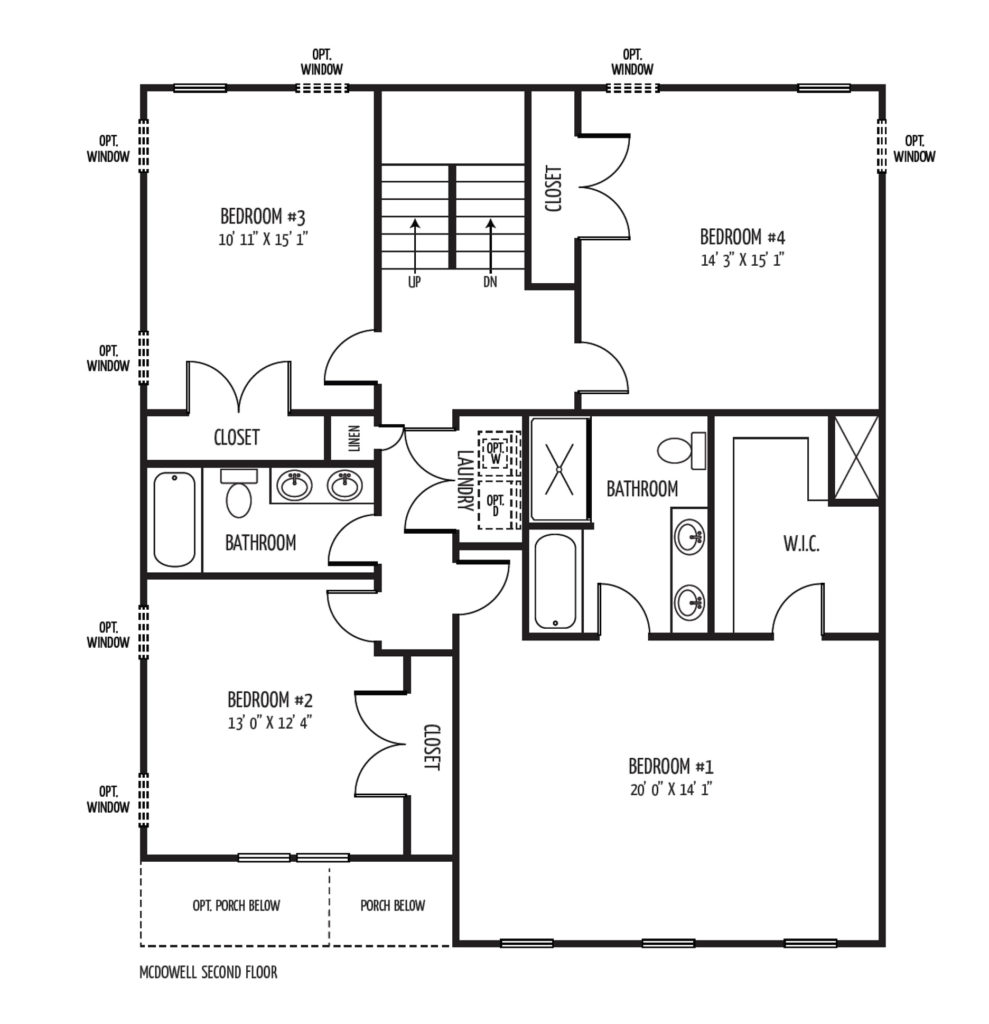 OPT.
WINDOW
OPT.
WINDOW
OPT.
WINDOW
OPT.
WINDOW
BEDROOM #3
10' 11" X 15' 1"
CLOSET
BEDROOM #4
14' 3" X 15' 1"
UP
DN
OPT.
WINDOW
CLOSET
LINEN
LAUNDRY
OPT.
W
OPT.
D
BATHROOM
W.I.C.
BATHROOM
OPT.
WINDOW
BEDROOM #2
13' 0" X 12' 4"
CLOSET
BEDROOM #1
20' 0" X 14' 1"
OPT.
WINDOW
OPT. PORCH BELOW
PORCH BELOW
MCDOWELL SECOND FLOOR